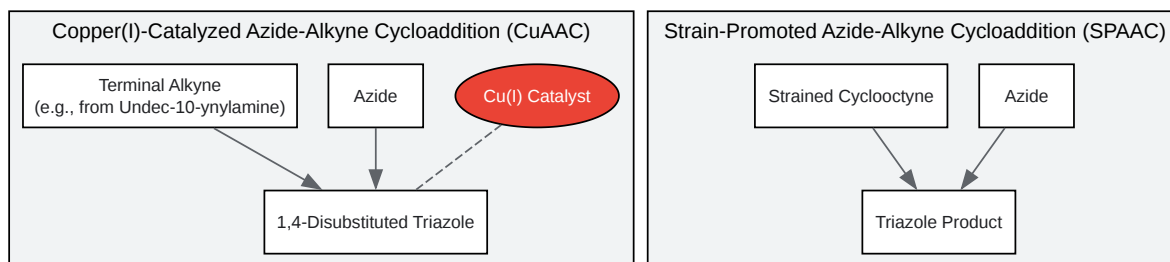 Copper(I)-Catalyzed Azide-Alkyne Cycloaddition (CuAAC)
Terminal Alkyne
(e.g., from Undec-10-ynylamine)
Azide
Cu(I) Catalyst
1,4-Disubstituted Triazole
Strain-Promoted Azide-Alkyne Cycloaddition (SPAAC)
Strained Cyclooctyne
Azide
Triazole Product